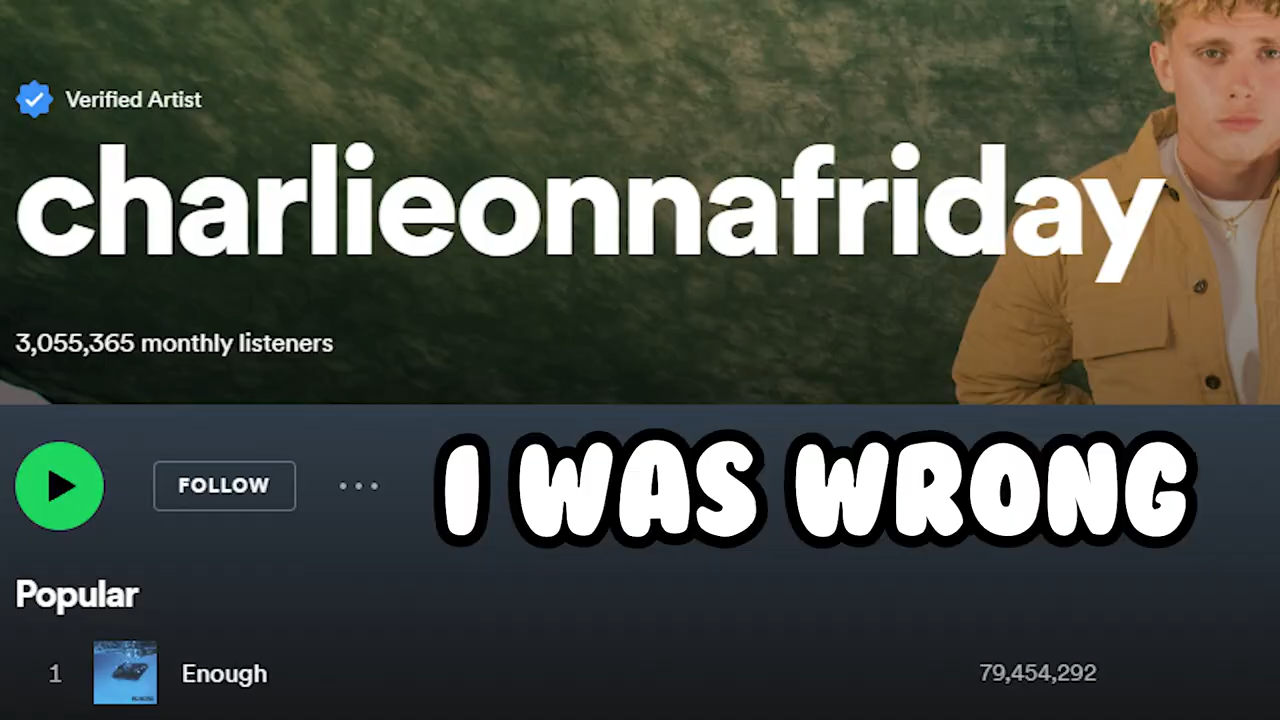 Verified Artist
charlieonnafriday
3,055,365 monthly listeners
FOLLOW
I WAS WRONG
Popular
1 Enough 79,454,292